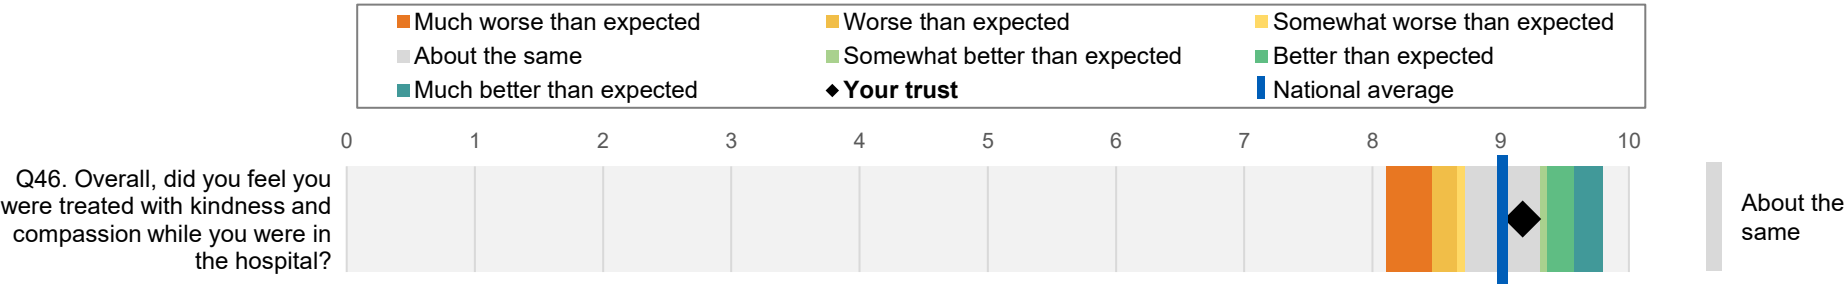 Much worse than expected
Worse than expected
Somewhat worse than expected
About the same
Somewhat better than expected
Better than expected
Much better than expected
Your trust
National average
0 1 2 3 4 5 6 7 8 9 10
Q46. Overall, did you feel you
were treated with kindness and
compassion while you were in
the hospital?
About the
same